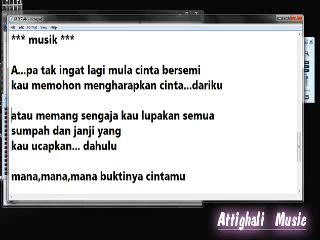 *** musik ***
A...pa tak ingat lagi mula cinta bersemi
kau memohon mengharapkan cinta...dariku
atau memang sengaja kau lupakan semua
sumpah dan janji yang
kau ucapkan... dahulu
mana,mana,mana buktinya cintamu
Attighali Music